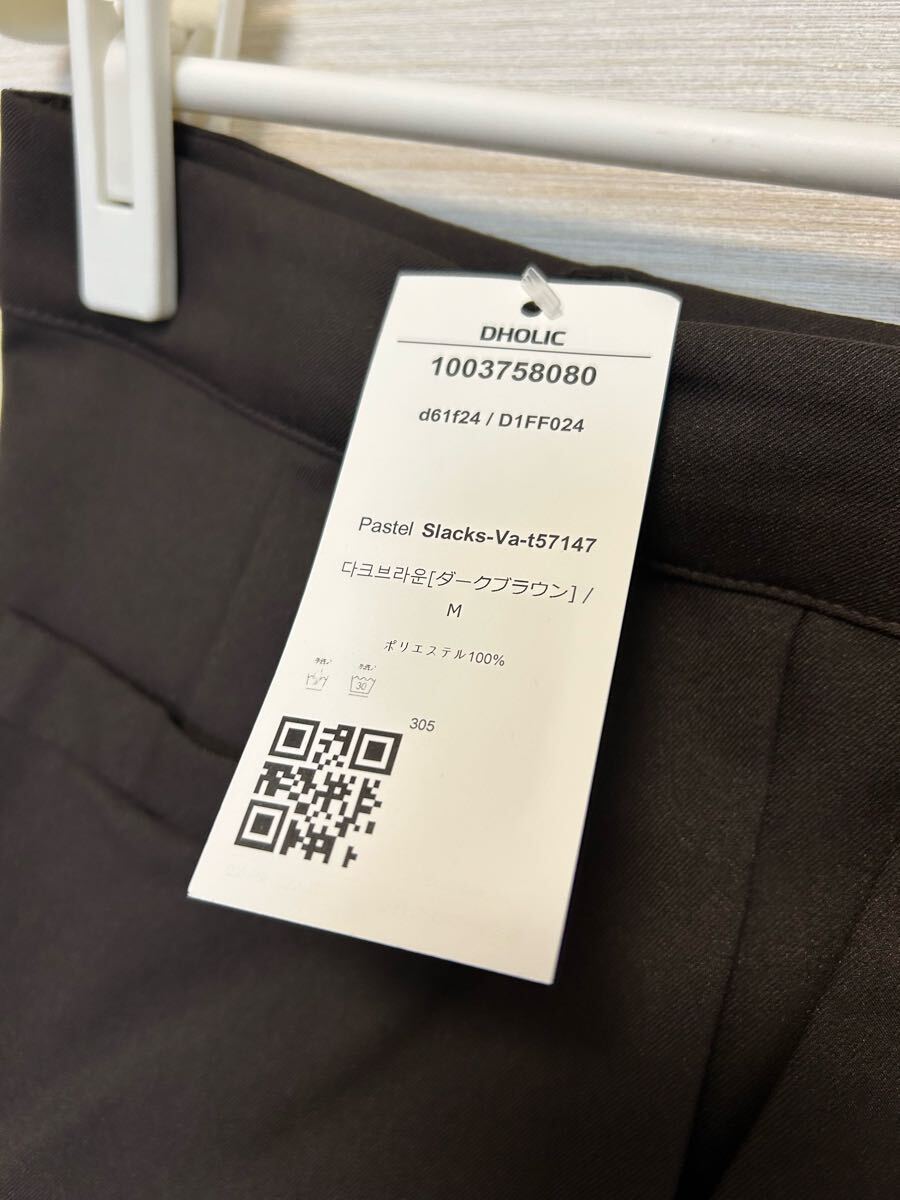 DHOLIC
1003758080
d61f24 / D1FF024
Pastel Slacks-Va-t57147
다크브라운[ダークブラウン] /
M
ポリエステル100%
30
305